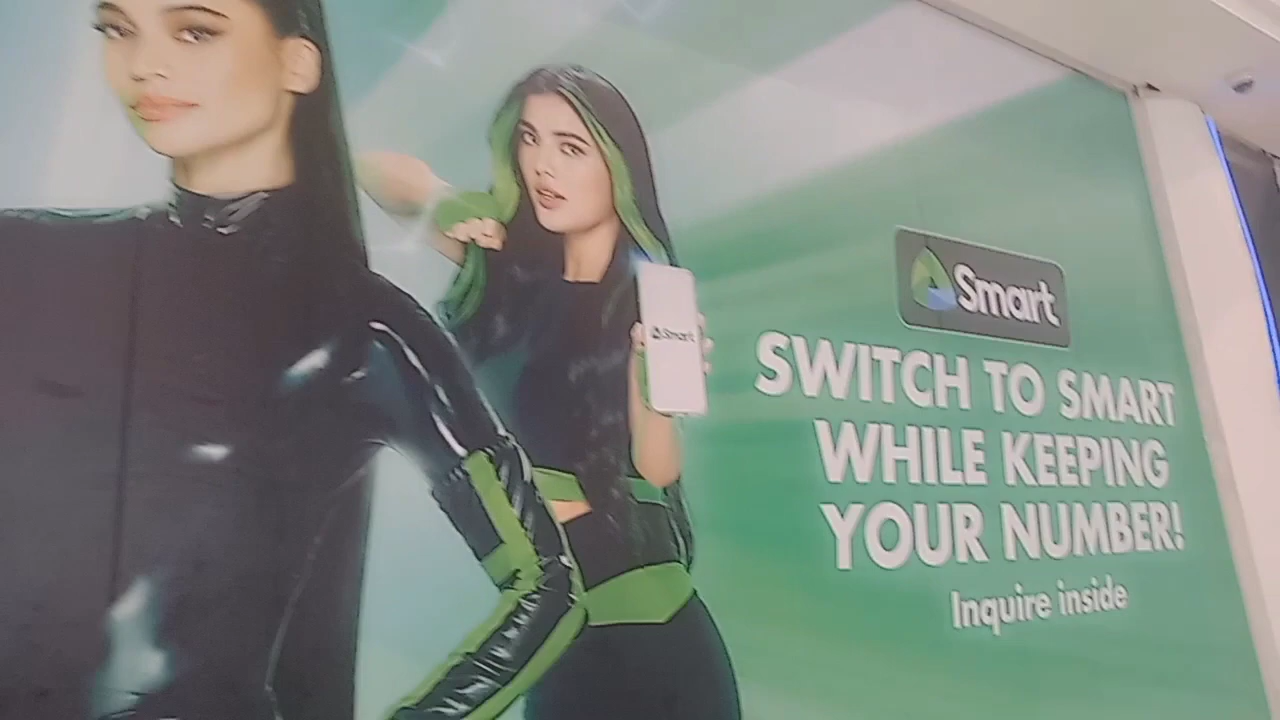 Smart
Smart
SWITCH TO SMART
WHILE KEEPING
YOUR NUMBER!
Inquire inside